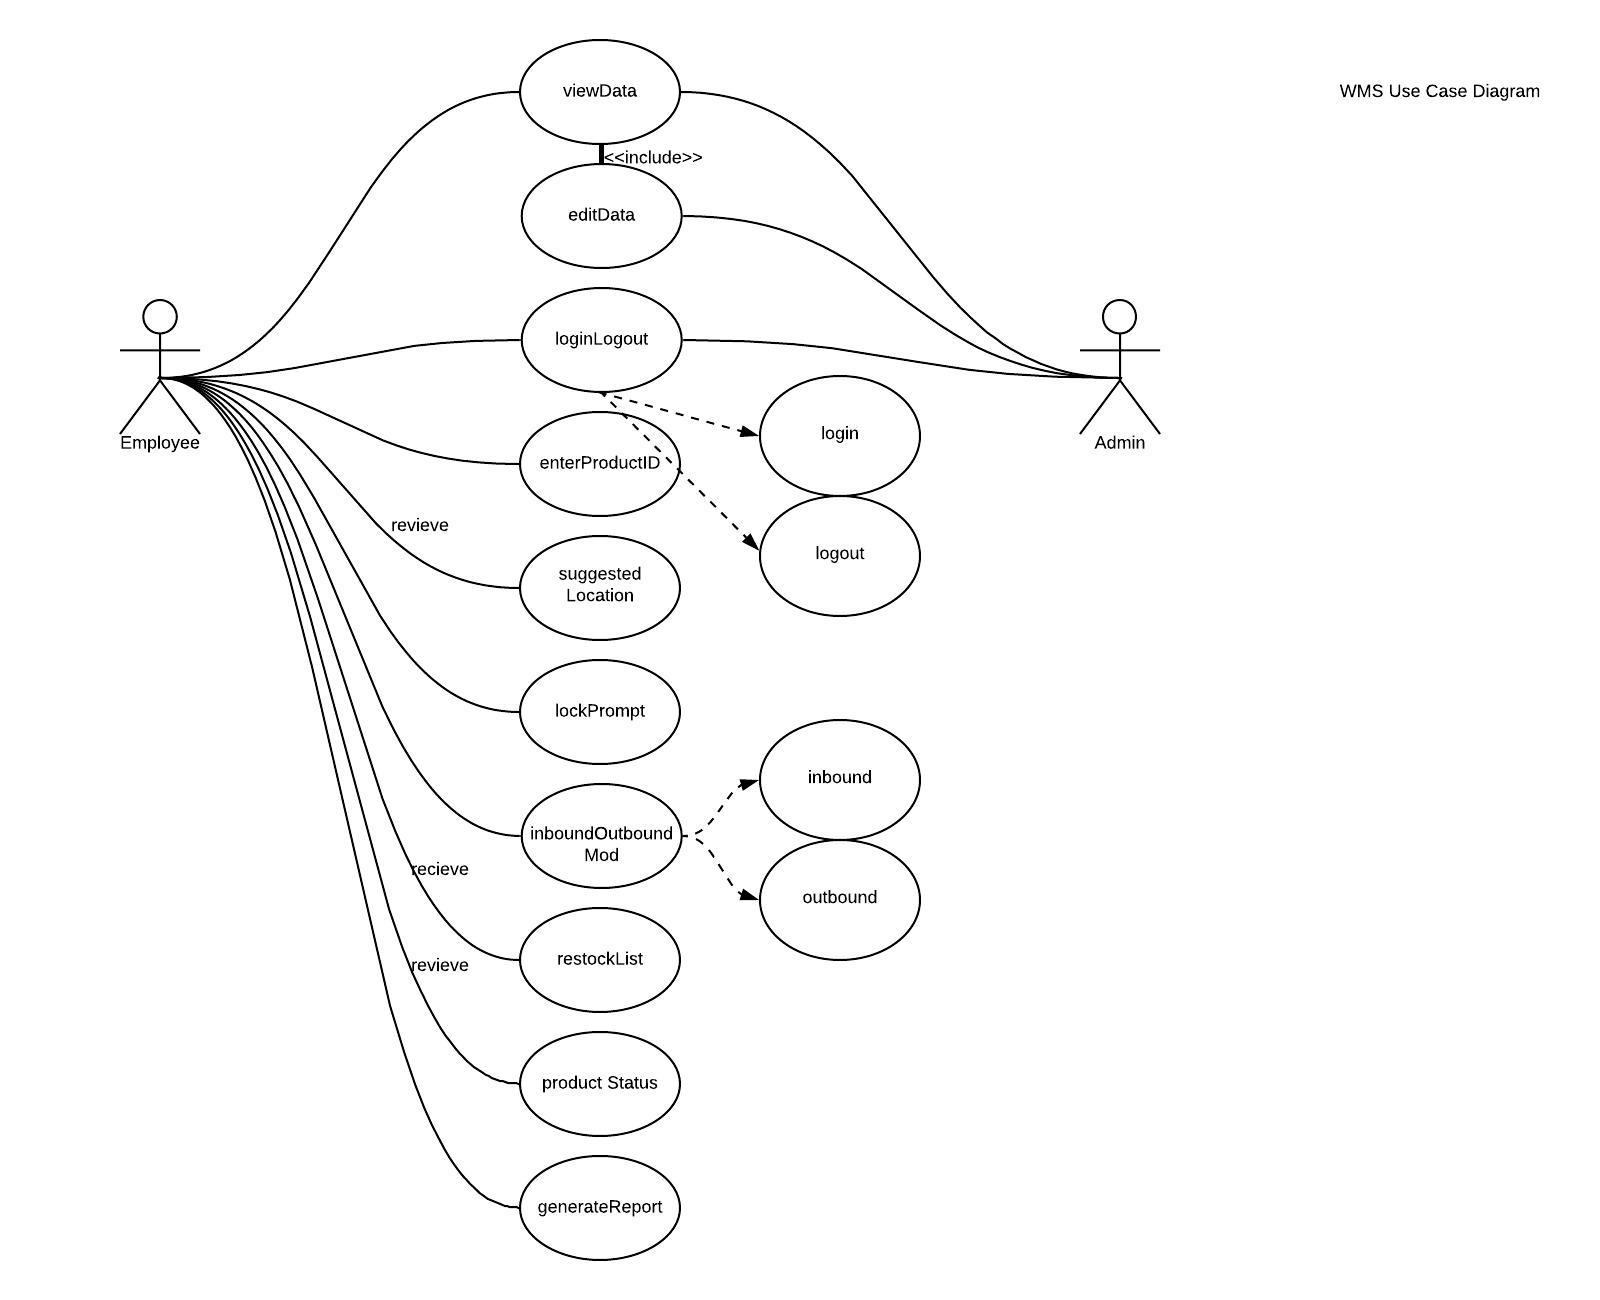 viewData
WMS Use Case Diagram
<<include>>
editData
loginLogout
Employee
Admin
login
enterProductID
revieve
logout
suggested
Location
lockPrompt
inbound
inboundOutbound
Mod
recieve
outbound
restockList
revieve
product Status
generateReport